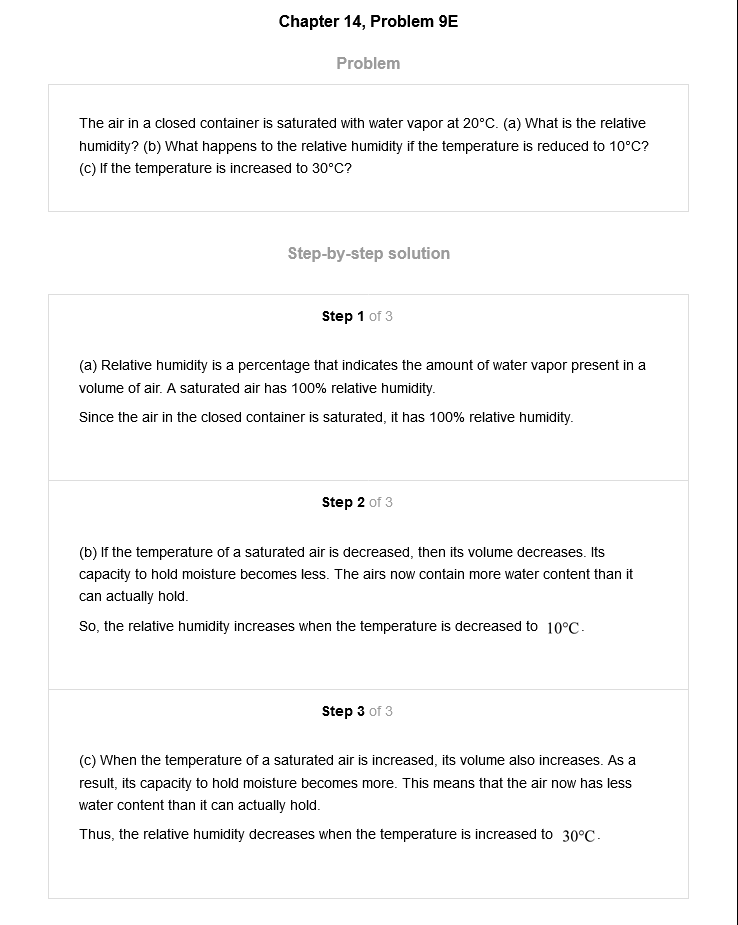 Chapter 14, Problem 9E
Problem
The air in a closed container is saturated with water vapor at 20°C. (a) What is the relative
humidity? (b) What happens to the relative humidity if the temperature is reduced to 10°C?
(c) If the temperature is increased to 30°C?
Step-by-step solution
Step 1 of 3
(a) Relative humidity is a percentage that indicates the amount of water vapor present in a
volume of air. A saturated air has 100% relative humidity.
Since the air in the closed container is saturated, it has 100% relative humidity.
Step 2 of 3
(b) If the temperature of a saturated air is decreased, then its volume decreases. Its
capacity to hold moisture becomes less. The airs now contain more water content than it
can actually hold.
So, the relative humidity increases when the temperature is decreased to 10°C.
Step 3 of 3
(c) When the temperature of a saturated air is increased, its volume also increases. As a
result, its capacity to hold moisture becomes more. This means that the air now has less
water content than it can actually hold.
Thus, the relative humidity decreases when the temperature is increased to 30°C.